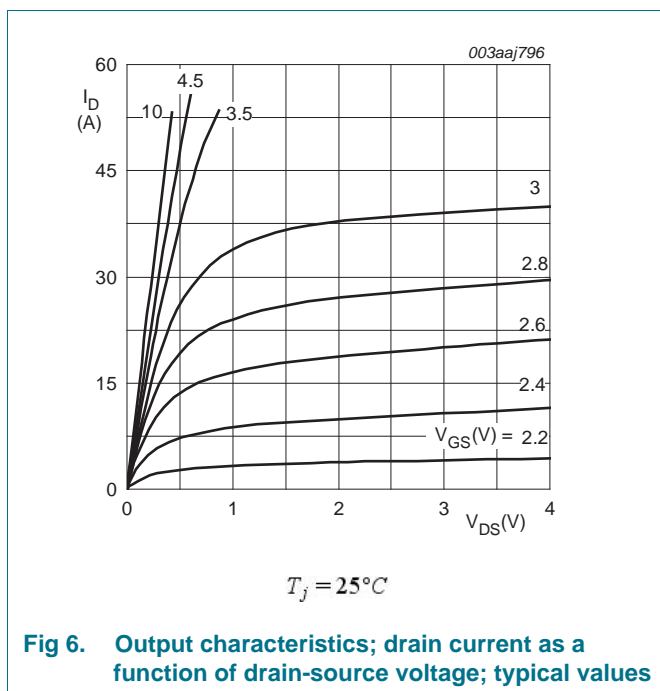 003aaj796
60
I_D
(A)
4.5
10
3.5
45
3
30
2.8
2.6
15
2.4
V_GS(V) = 2.2
0
0 1 2 3 4
V_DS(V)
T_j = 25°C
Fig 6. Output characteristics; drain current as a
function of drain-source voltage; typical values